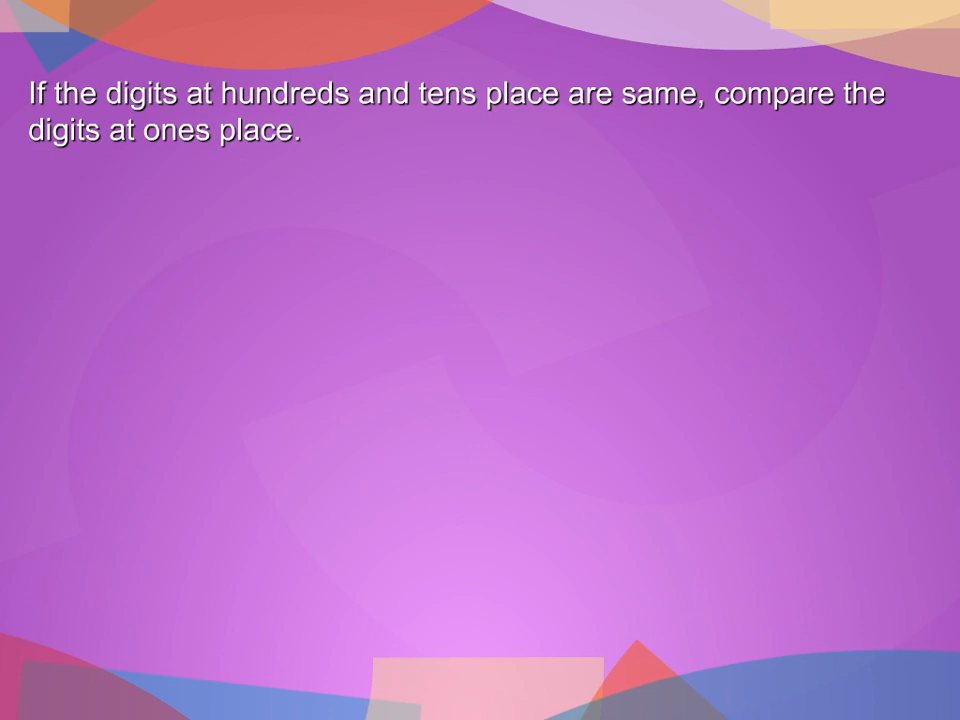 If the digits at hundreds and tens place are same, compare the
digits at ones place.